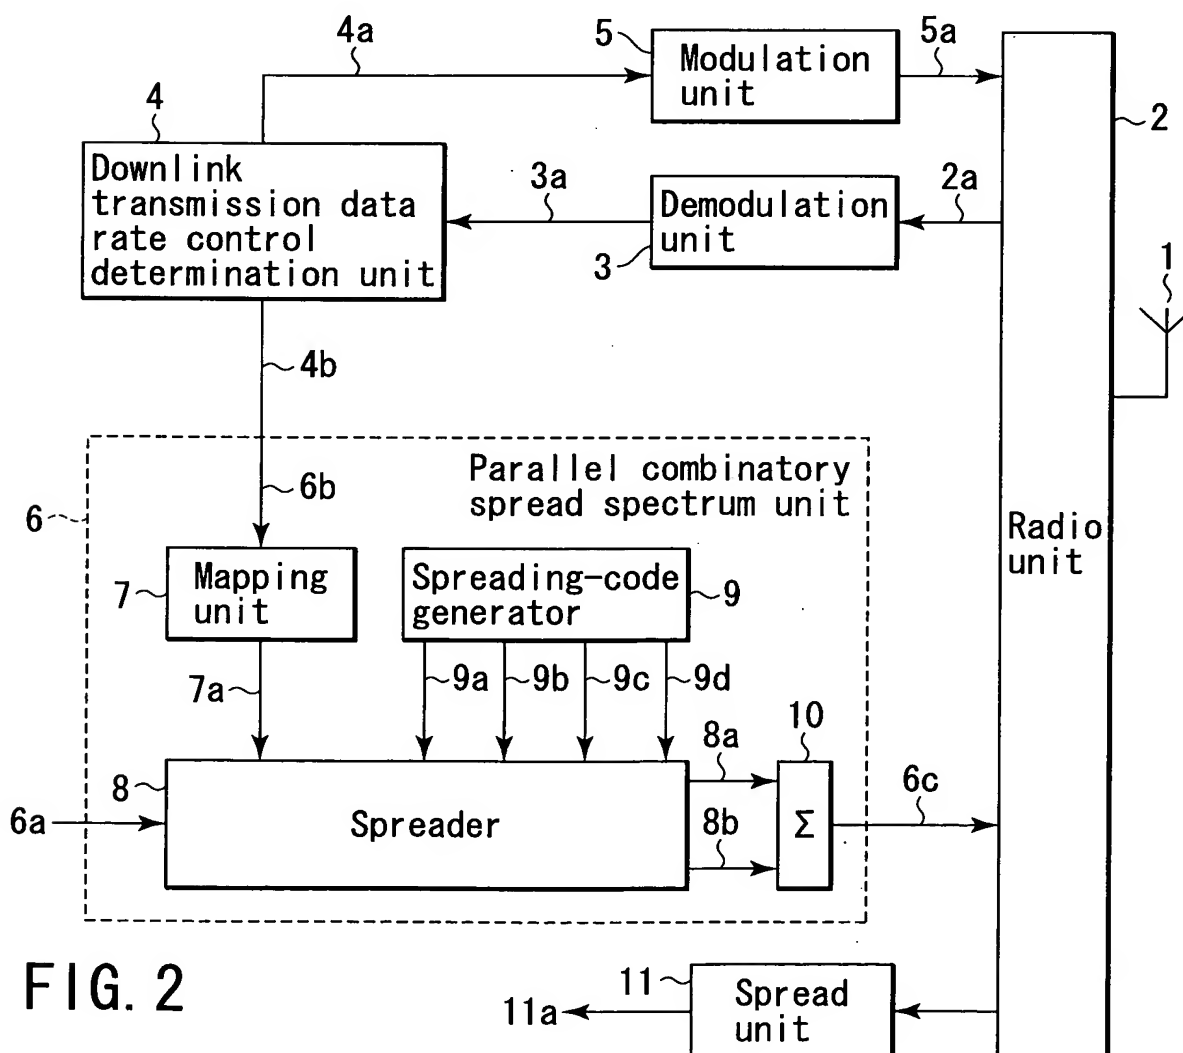 4a
5
Modulation
unit
5a
4
2
Downlink
transmission data
rate control
determination unit
3a
Demodulation
unit
3
2a
1
4b
Parallel combinatory
spread spectrum unit
6
6b
Radio
unit
7
Mapping
unit
Spreading-code
generator
9
7a
9a
9b
9c
9d
10
8a
8
6a
Spreader
8b
Σ
6c
FIG. 2
11
Spread
unit
11a